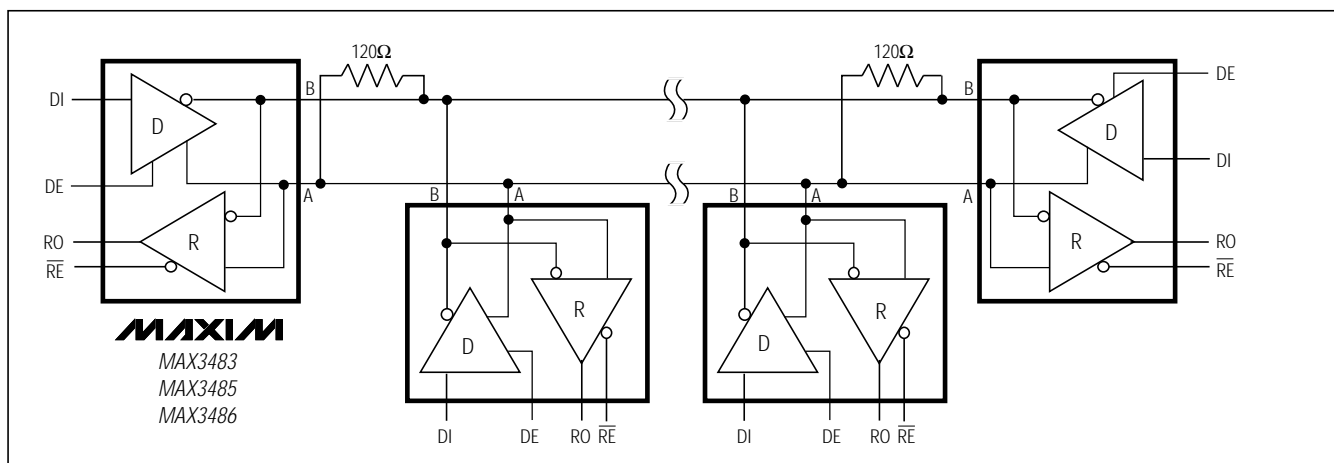 120Ω 120Ω
DI D B B D DE
DE A A DI
B A B A
RO R R RO
RE RE
R R
D D
MAXIM
MAX3483
MAX3485
MAX3486
DI DE RO RE DI DE RO RE